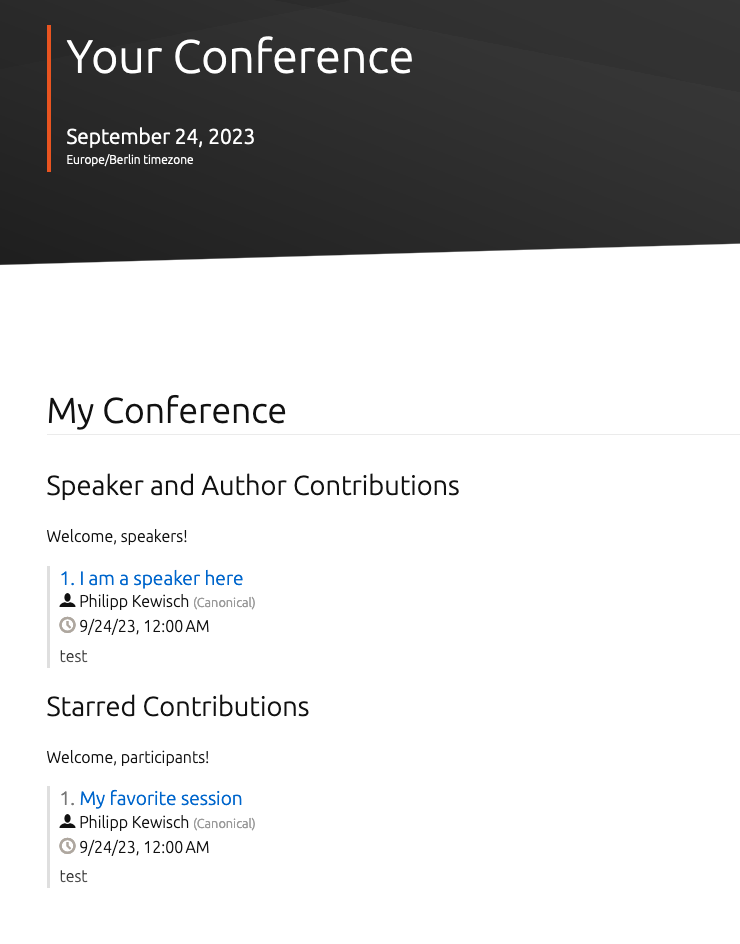 Your Conference
September 24, 2023
Europe/Berlin timezone
My Conference
Speaker and Author Contributions
Welcome, speakers!
1. I am a speaker here
Philipp Kewisch (Canonical)
9/24/23, 12:00 AM
test
Starred Contributions
Welcome, participants!
1. My favorite session
Philipp Kewisch (Canonical)
9/24/23, 12:00 AM
test